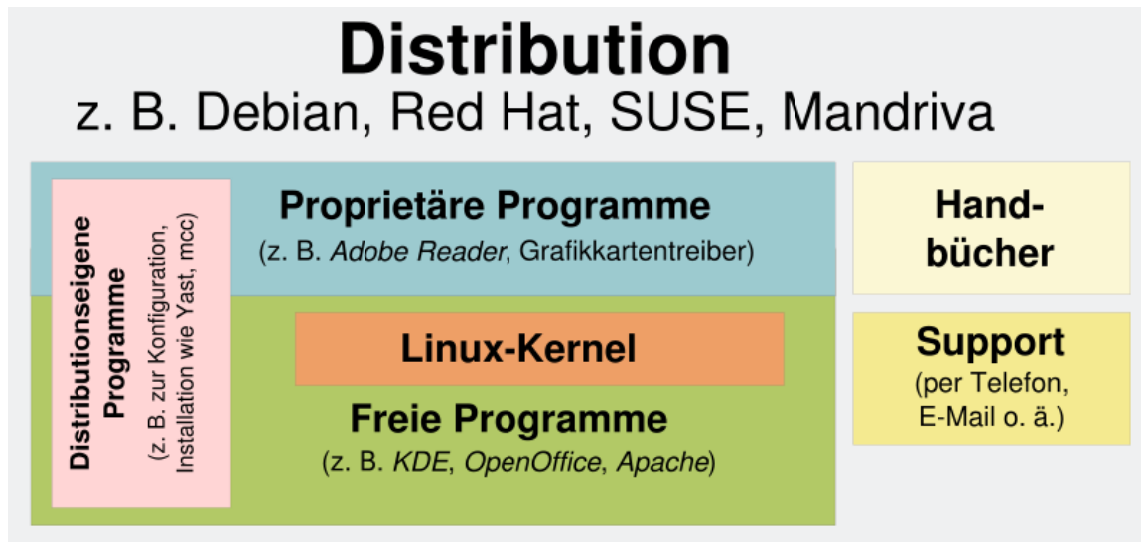 Distribution
z. B. Debian, Red Hat, SUSE, Mandriva
Distributionseigene
Programme
(z. B. zur Konfiguration,
Installation wie Yast, mcc)
Proprietäre Programme
(z. B. Adobe Reader, Grafikkartentreiber)
Linux-Kernel
Freie Programme
(z. B. KDE, OpenOffice, Apache)
Hand-
bücher
Support
(per Telefon,
E-Mail o. ä.)